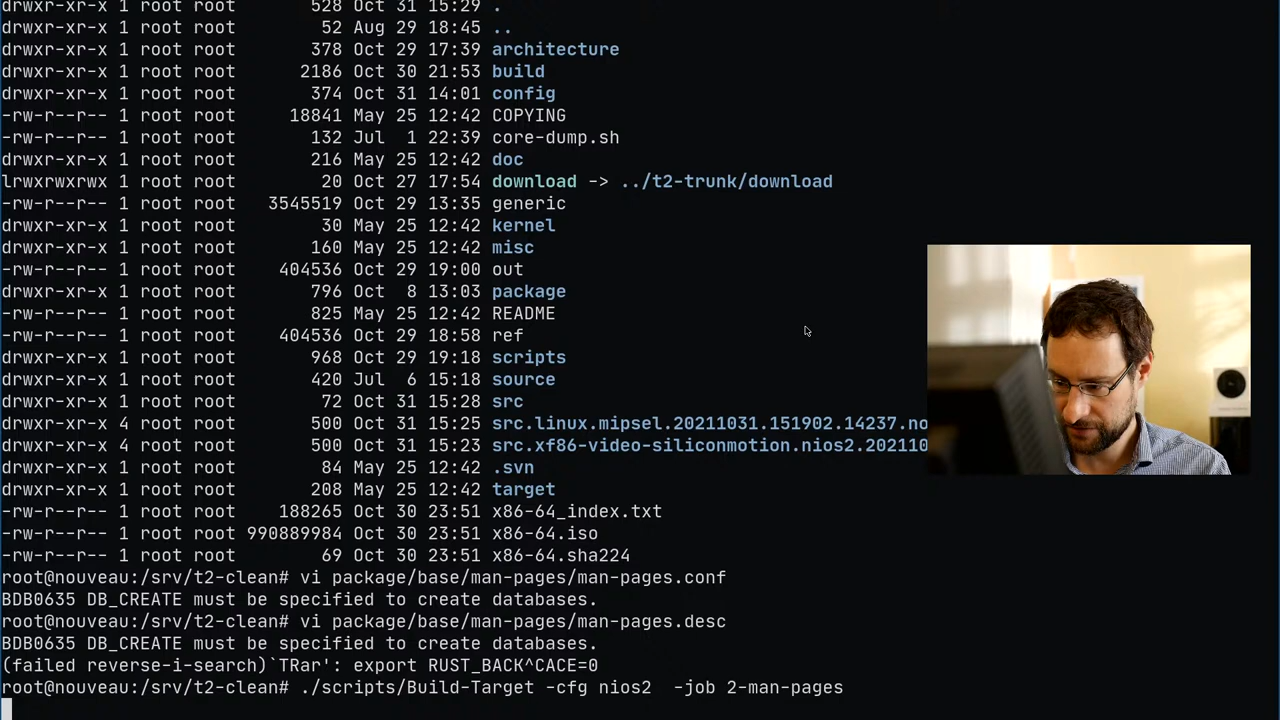 drwxr-xr-x 1 root root 528 Oct 31 15:29 .
drwxr-xr-x 1 root root 52 Aug 29 18:45 ..
drwxr-xr-x 1 root root 378 Oct 29 17:39 architecture
drwxr-xr-x 1 root root 2186 Oct 30 21:53 build
drwxr-xr-x 1 root root 374 Oct 31 14:01 config
-rw-r--r-- 1 root root 18841 May 25 12:42 COPYING
-rw-r--r-- 1 root root 132 Jul 1 22:39 core-dump.sh
drwxr-xr-x 1 root root 216 May 25 12:42 doc
lrwxrwxrwx 1 root root 20 Oct 27 17:54 download -> ../t2-trunk/download
-rw-r--r-- 1 root root 3545519 Oct 29 13:35 generic
drwxr-xr-x 1 root root 30 May 25 12:42 kernel
drwxr-xr-x 1 root root 160 May 25 12:42 misc
-rw-r--r-- 1 root root 404536 Oct 29 19:00 out
drwxr-xr-x 1 root root 796 Oct 8 13:03 package
-rw-r--r-- 1 root root 825 May 25 12:42 README
-rw-r--r-- 1 root root 404536 Oct 29 18:58 ref
drwxr-xr-x 1 root root 968 Oct 29 19:18 scripts
drwxr-xr-x 1 root root 420 Jul 6 15:18 source
drwxr-xr-x 1 root root 72 Oct 31 15:28 src
drwxr-xr-x 4 root root 500 Oct 31 15:25 src.linux.mipsel.20211031.151902.14237.no
drwxr-xr-x 4 root root 500 Oct 31 15:23 src.xf86-video-siliconmotion.nios2.202110
drwxr-xr-x 1 root root 84 May 25 12:42 .svn
drwxr-xr-x 1 root root 208 May 25 12:42 target
-rw-r--r-- 1 root root 188265 Oct 30 23:51 x86-64_index.txt
-rw-r--r-- 1 root root 990889984 Oct 30 23:51 x86-64.iso
-rw-r--r-- 1 root root 69 Oct 30 23:51 x86-64.sha224
root@nouveau:/srv/t2-clean# vi package/base/man-pages/man-pages.conf
BDB0635 DB_CREATE must be specified to create databases.
root@nouveau:/srv/t2-clean# vi package/base/man-pages/man-pages.desc
BDB0635 DB_CREATE must be specified to create databases.
(failed reverse-i-search)`TRar': export RUST_BACK^CACE=0
root@nouveau:/srv/t2-clean# ./scripts/Build-Target -cfg nios2  -job 2-man-pages